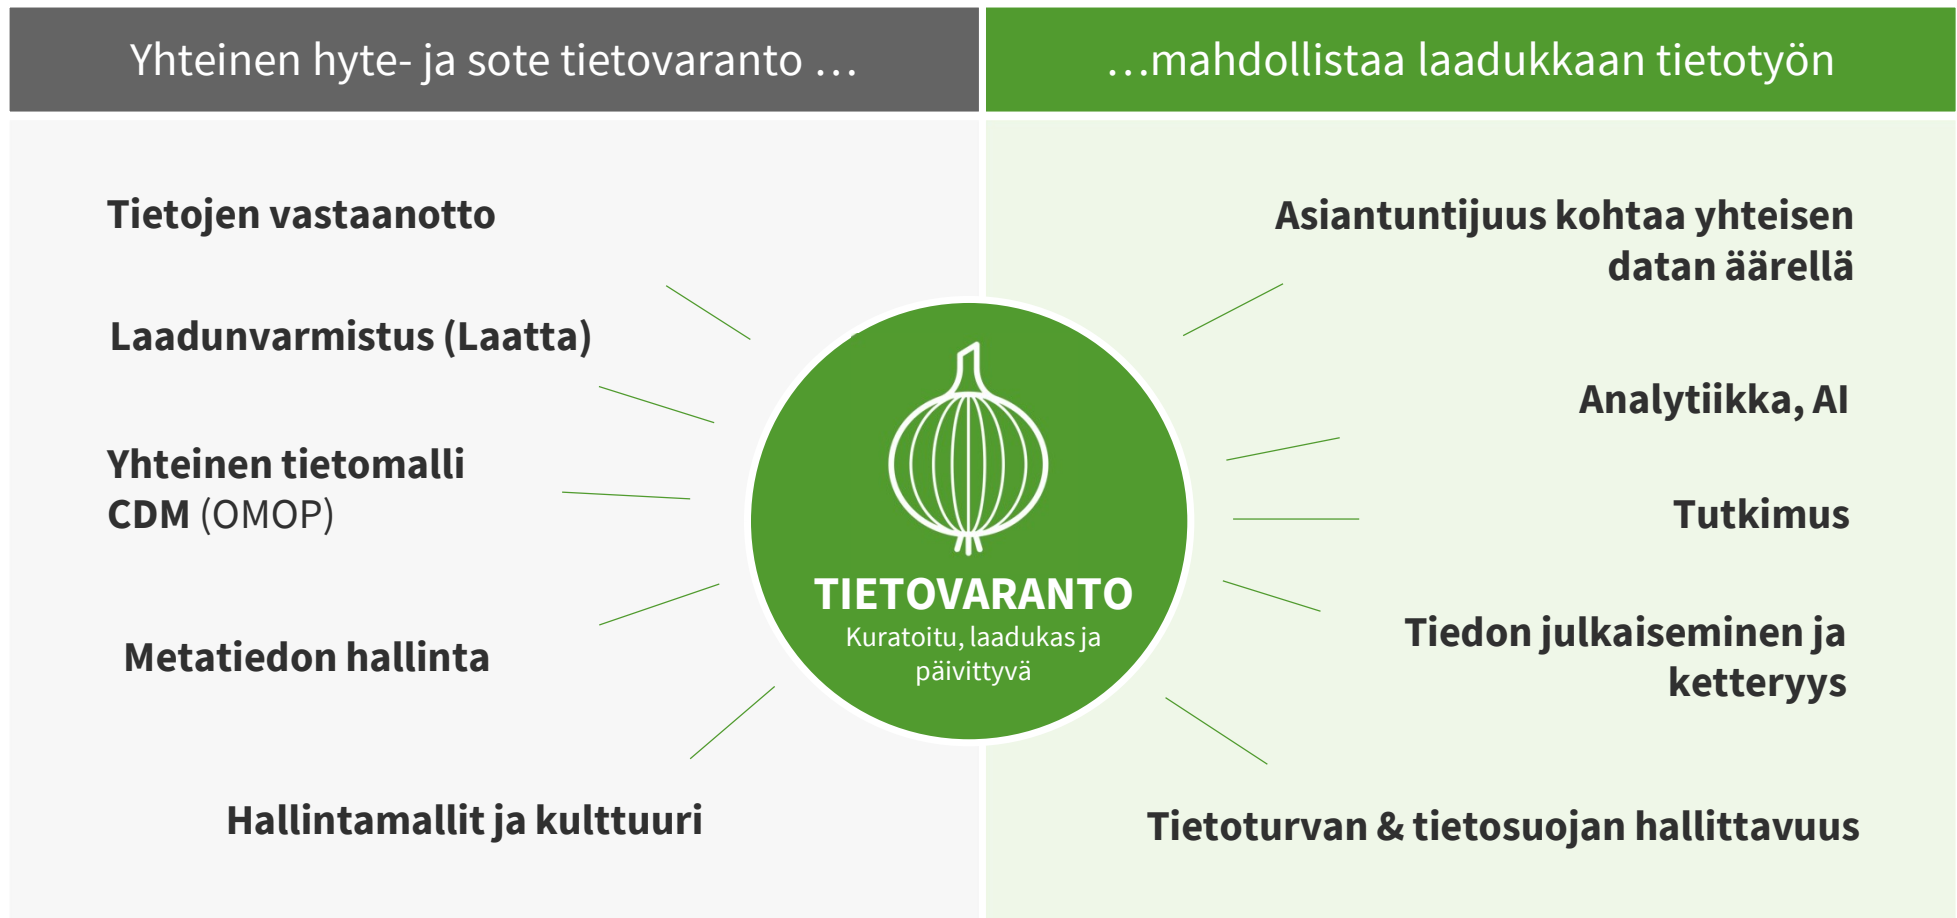 Yhteinen hyte- ja sote tietovaranto …
…mahdollistaa laadukkaan tietotyön
Tietojen vastaanotto
Laadunvarmistus (Laatta)
Yhteinen tietomalli
CDM (OMOP)
Metatiedon hallinta
Hallintamallit ja kulttuuri
TIETOVARANTO
Kuratoitu, laadukas ja
päivittyvä
Asiantuntijuus kohtaa yhteisen
datan äärellä
Analytiikka, AI
Tutkimus
Tiedon julkaiseminen ja
ketteryys
Tietoturvan & tietosuojan hallittavuus